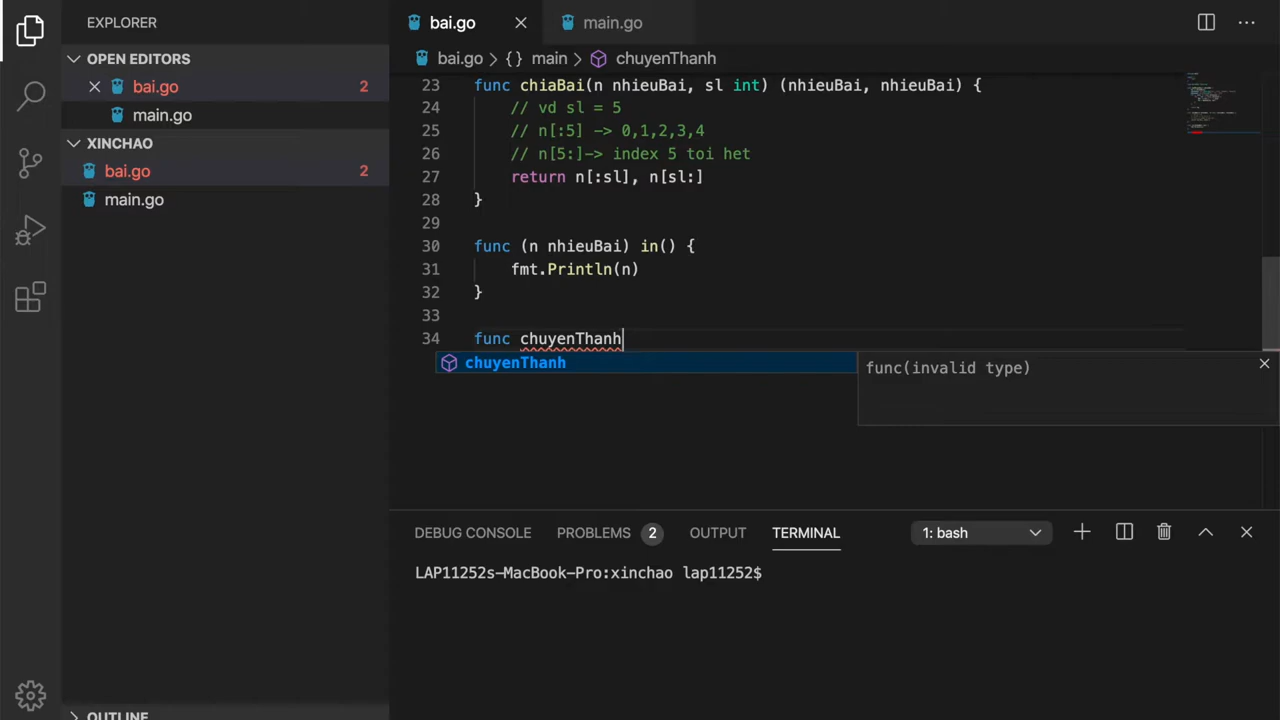 EXPLORER
OPEN EDITORS
bai.go 2
main.go
XINCHAO
bai.go 2
main.go
OUTLINE
bai.go main.go
bai.go > {} main > chuyenThanh
23 func chiaBai(n nhieuBai, sl int) (nhieuBai, nhieuBai) {
24 // vd sl = 5
25 // n[:5] -> 0,1,2,3,4
26 // n[5:]-> index 5 toi het
27 return n[:sl], n[sl:]
28 }
29
30 func (n nhieuBai) in() {
31 fmt.Println(n)
32 }
33
34 func chuyenThanh
chuyenThanh
func(invalid type)
DEBUG CONSOLE PROBLEMS 2 OUTPUT TERMINAL 1: bash
LAP11252s-MacBook-Pro:xinchao lap11252$